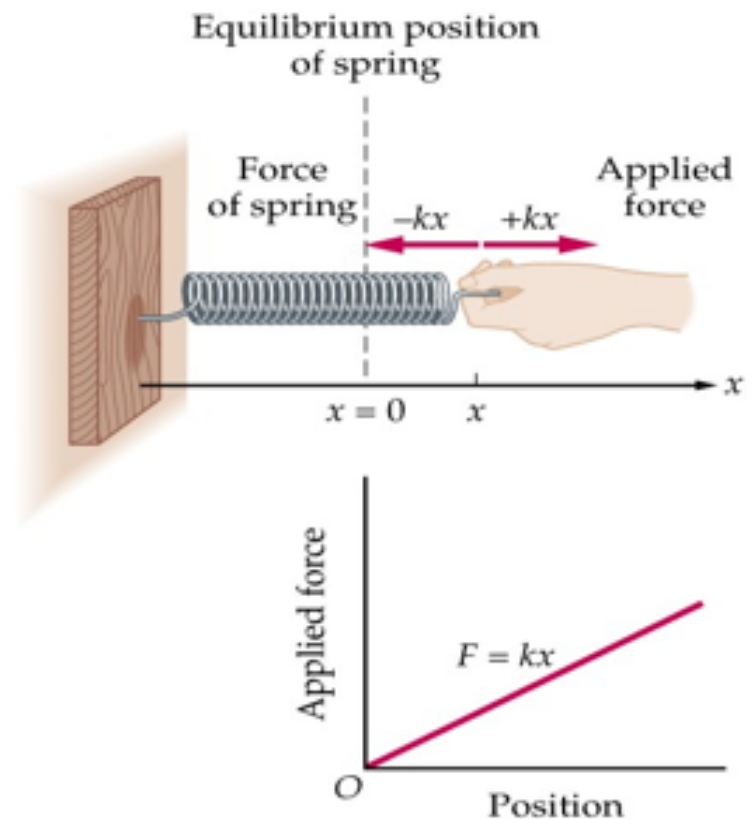 Equilibrium position
of spring
Force
of spring
Applied
force
–kx
+kx
x = 0
x
x
Applied force
F = kx
O
Position